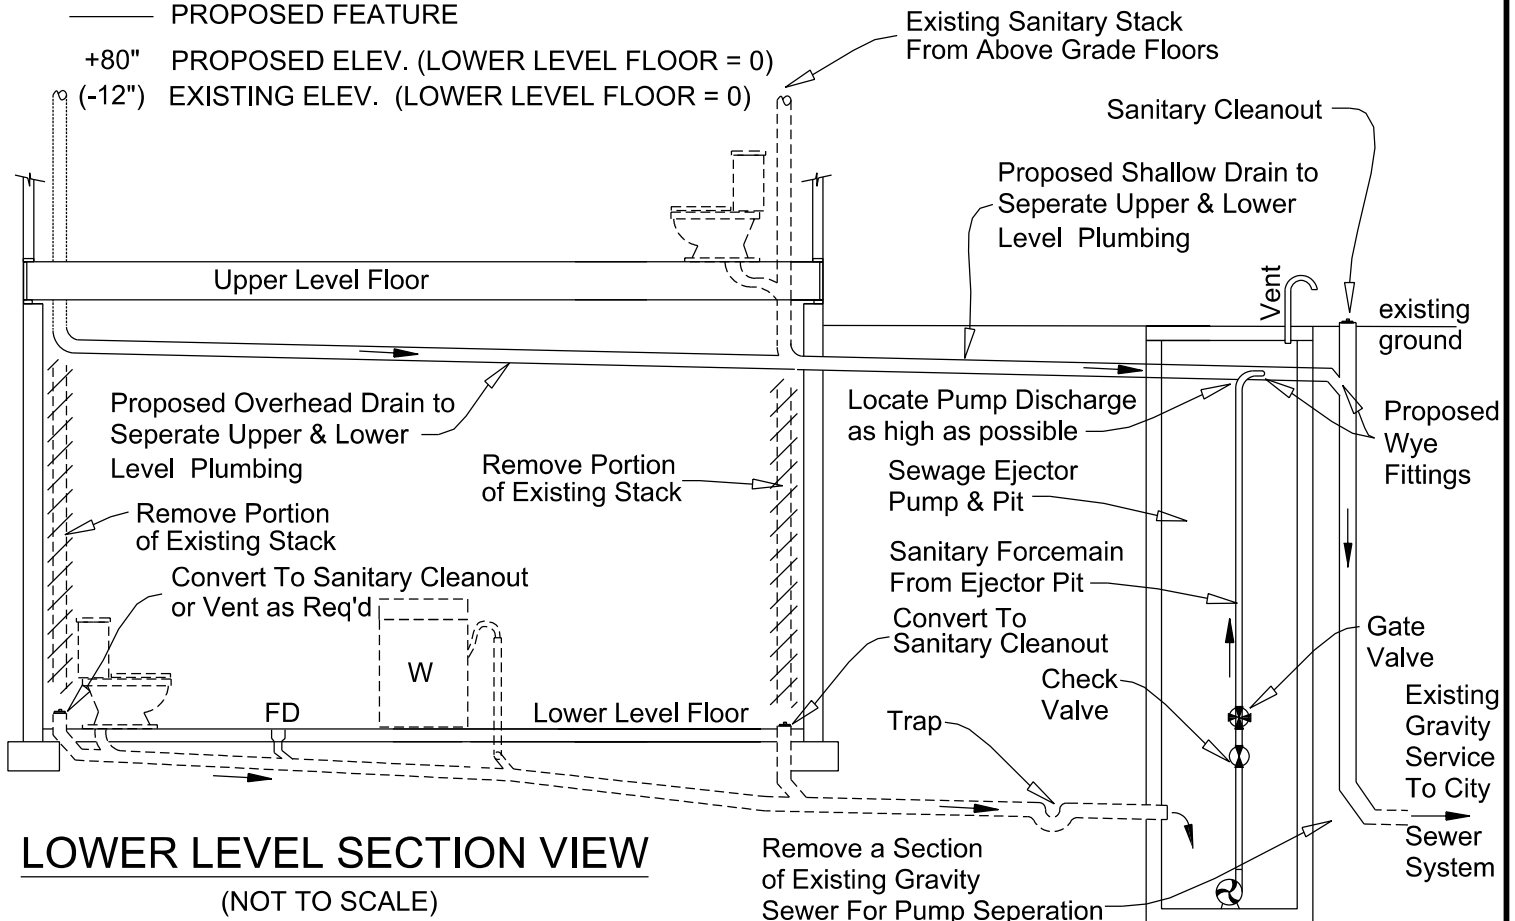 PROPOSED FEATURE
+80" PROPOSED ELEV. (LOWER LEVEL FLOOR = 0)
(-12") EXISTING ELEV. (LOWER LEVEL FLOOR = 0)
Existing Sanitary Stack
From Above Grade Floors
Sanitary Cleanout
Proposed Shallow Drain to
Seperate Upper & Lower
Level Plumbing
Upper Level Floor
Vent
existing
ground
Proposed Overhead Drain to
Seperate Upper & Lower
Level Plumbing
Locate Pump Discharge
as high as possible
Proposed
Wye
Fittings
Remove Portion
of Existing Stack
Sewage Ejector
Pump & Pit
Remove Portion
of Existing Stack
Sanitary Forcemain
From Ejector Pit
Convert To Sanitary Cleanout
or Vent as Req'd
Convert To
Sanitary Cleanout
Gate
Valve
W
Check
Valve
FD
Lower Level Floor
Trap
Existing
Gravity
Service
To City
Sewer
System
LOWER LEVEL SECTION VIEW
(NOT TO SCALE)
Remove a Section
of Existing Gravity
Sewer For Pump Seperation